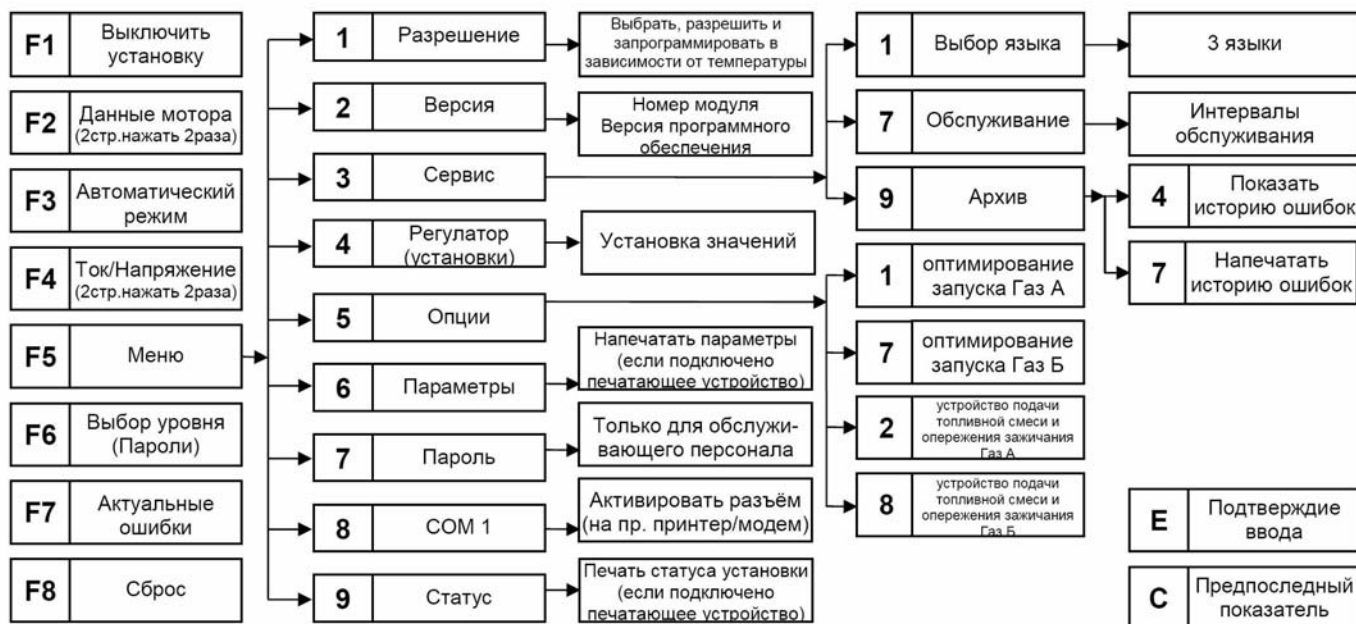 F1
Выключить
установку
F2
Данные мотора
(2стр.нажать 2раза)
F3
Автоматический
режим
F4
Ток/Напряжение
(2стр.нажать 2раза)
F5
Меню
F6
Выбор уровня
(Пароли)
F7
Актуальные
ошибки
F8
Сброс
1
Разрешение
Выбрать, разрешить и
запрограммировать в
зависимости от температуры
2
Версия
Номер модуля
Версия программного
обеспечения
3
Сервис
4
Регулятор
(установки)
Установка значений
5
Опции
6
Параметры
Напечатать параметры
(если подключено
печатающее устройство)
7
Пароль
Только для обслужи-
вающего персонала
8
COM 1
Активировать разъём
(на пр. принтер/модем)
9
Статус
Печать статуса установки
(если подключено
печатающее устройство)
1
Выбор языка
3 языки
7
Обспуживание
Интервалы
обспуживания
9
Архив
4
Показать
историю ошибок
7
Напечатать
историю ошибок
1
оптимирование
запуска Газ А
7
оптимирование
запуска Газ Б
2
устройство подачи
топливной смеси и
опережения зажичания
Газ А
8
устройство подачи
топливной смеси и
опережения зажичания
Газ Б
E
Подтверждие
ввода
C
Предпоследный
показатель